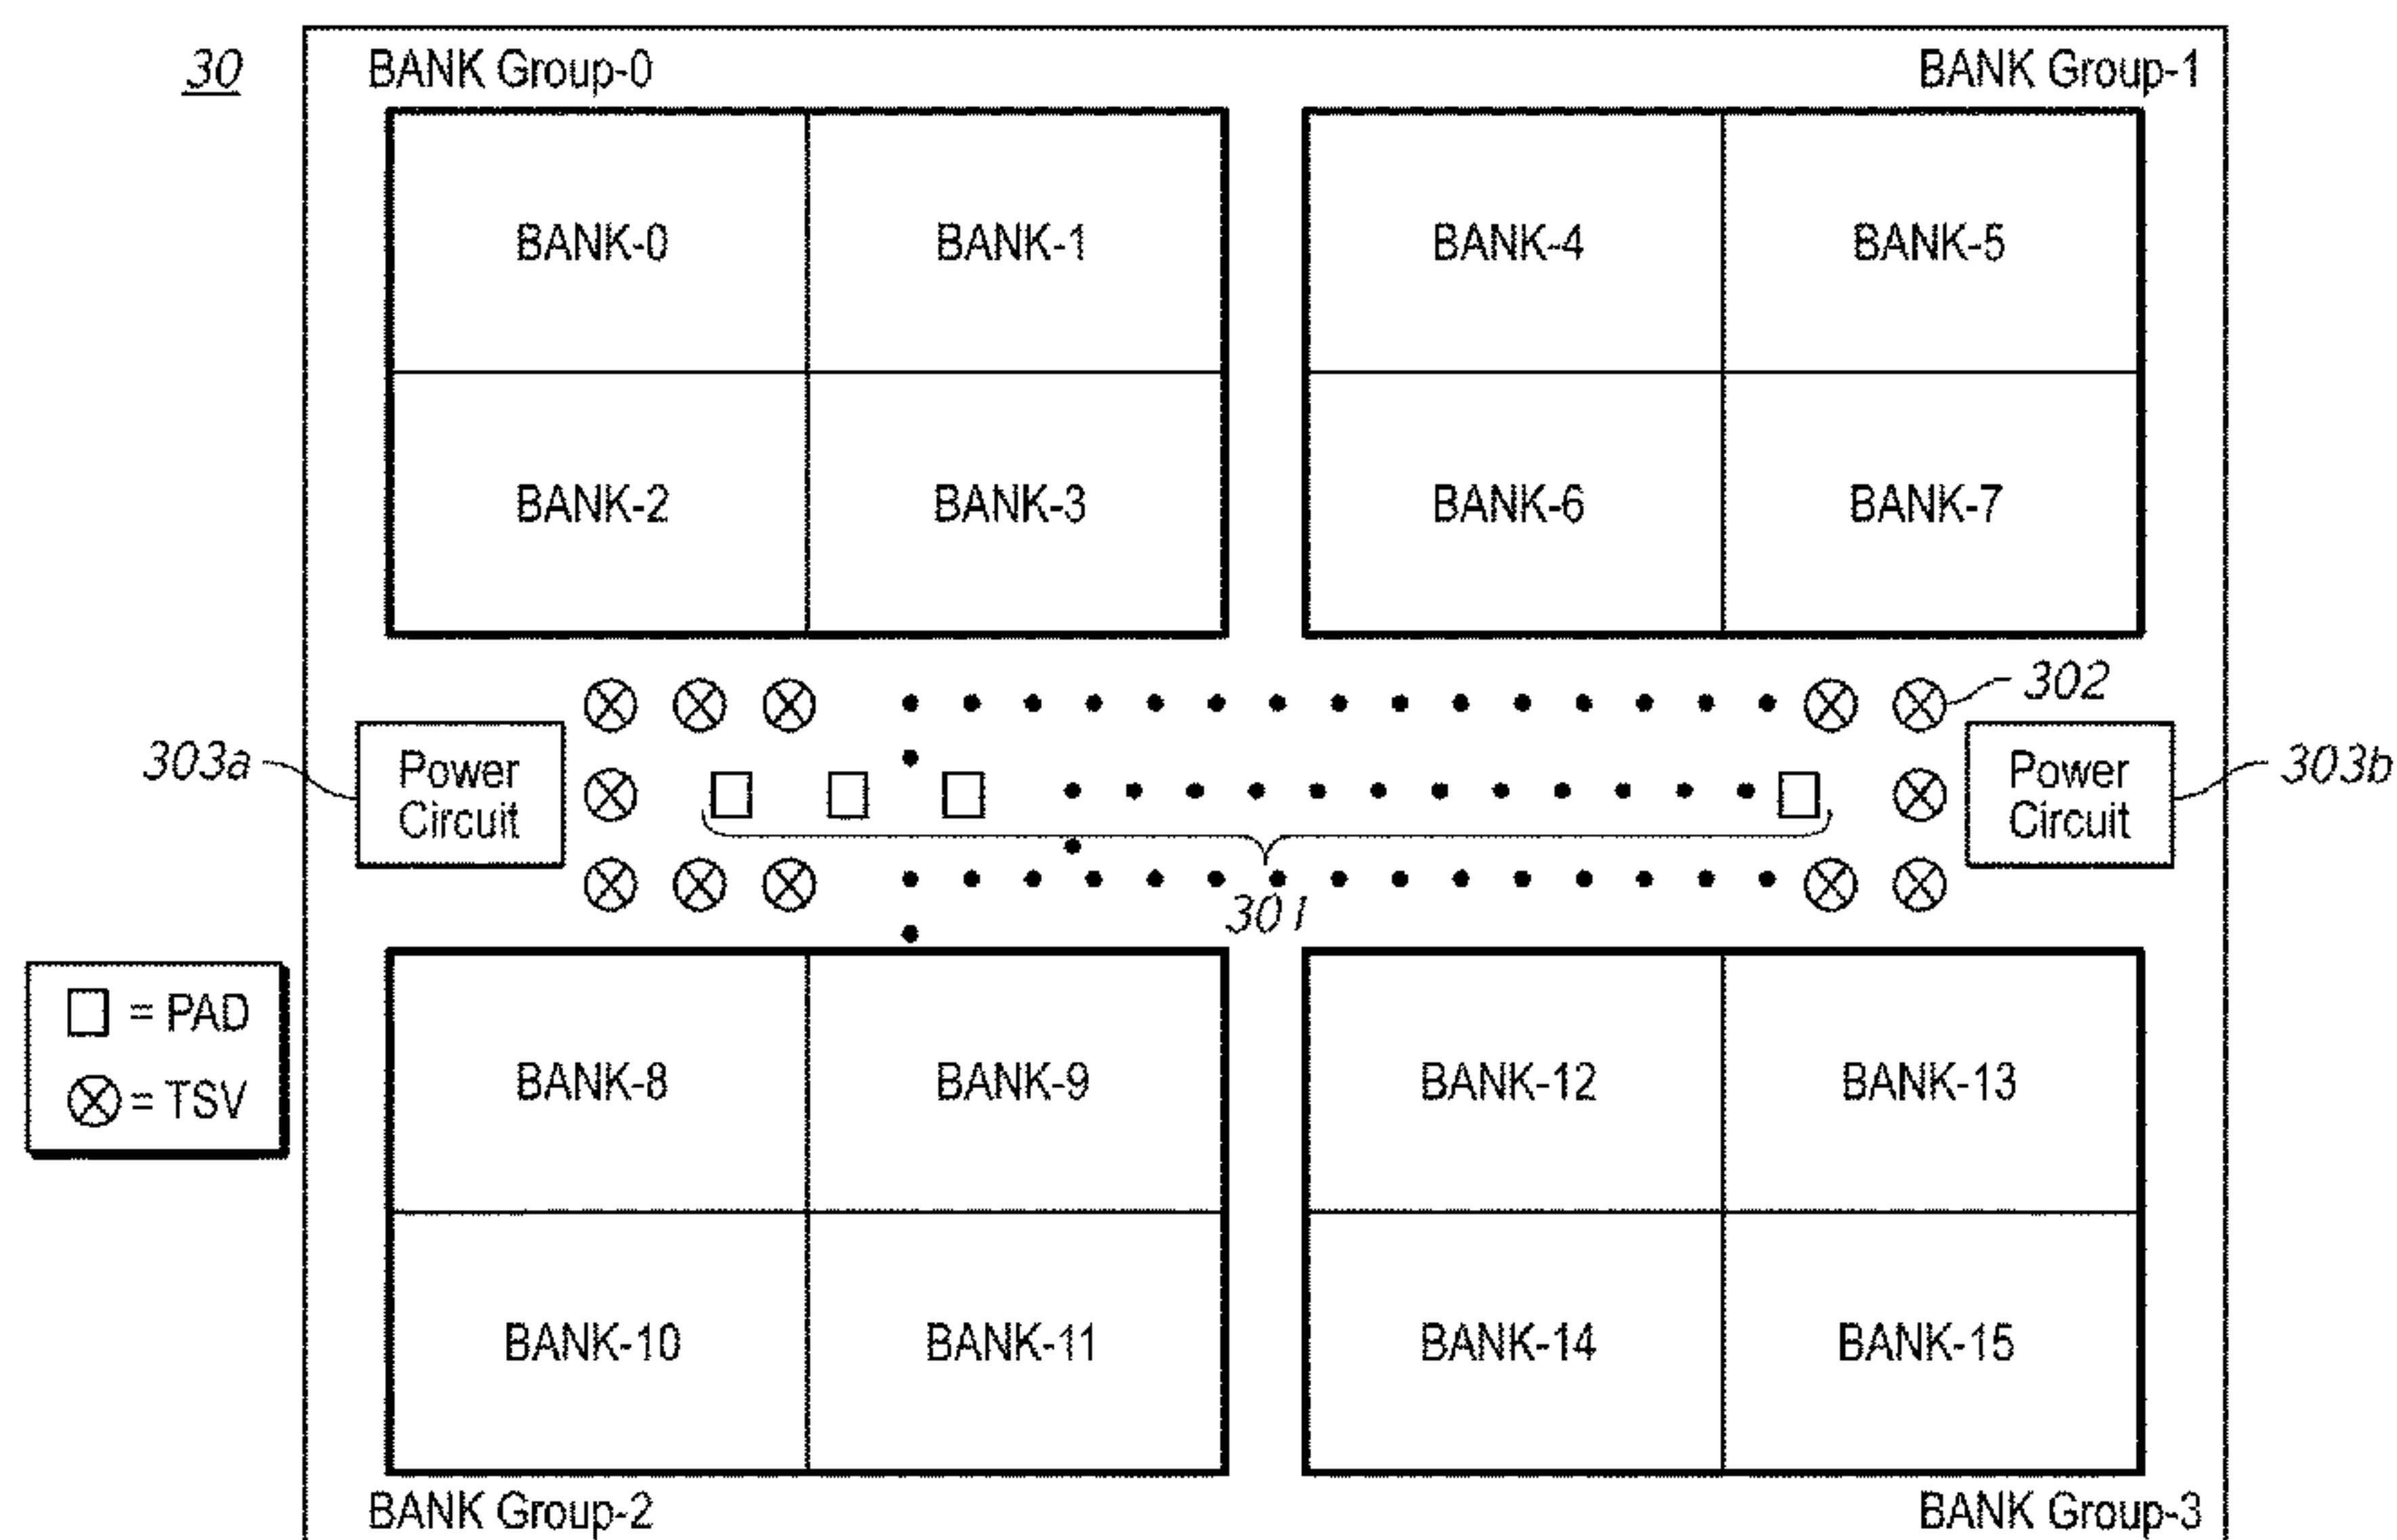 30
BANK Group-0
BANK Group-1
BANK-0
BANK-1
BANK-4
BANK-5
BANK-2
BANK-3
BANK-6
BANK-7
302
303a
Power
Circuit
Power
Circuit
303b
301
= PAD
= TSV
BANK-8
BANK-9
BANK-12
BANK-13
BANK-10
BANK-11
BANK-14
BANK-15
BANK Group-2
BANK Group-3